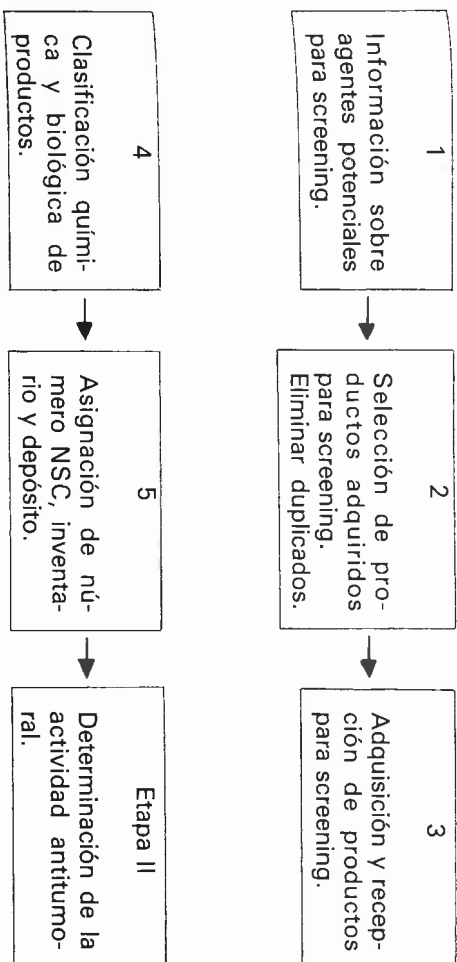 1
Información sobre
agentes potenciales
para screening.
2
Selección de pro-
ductos adquiridos
para screening.
Eliminar duplicados.
3
Adquisición y recep-
ción de productos
para screening.
4
Clasificación quími-
ca y biológica de
productos.
5
Asignación de nú-
mero NSC, inventa-
rio y depósito.
Etapa II
Determinación de la
actividad antitumo-
ral.